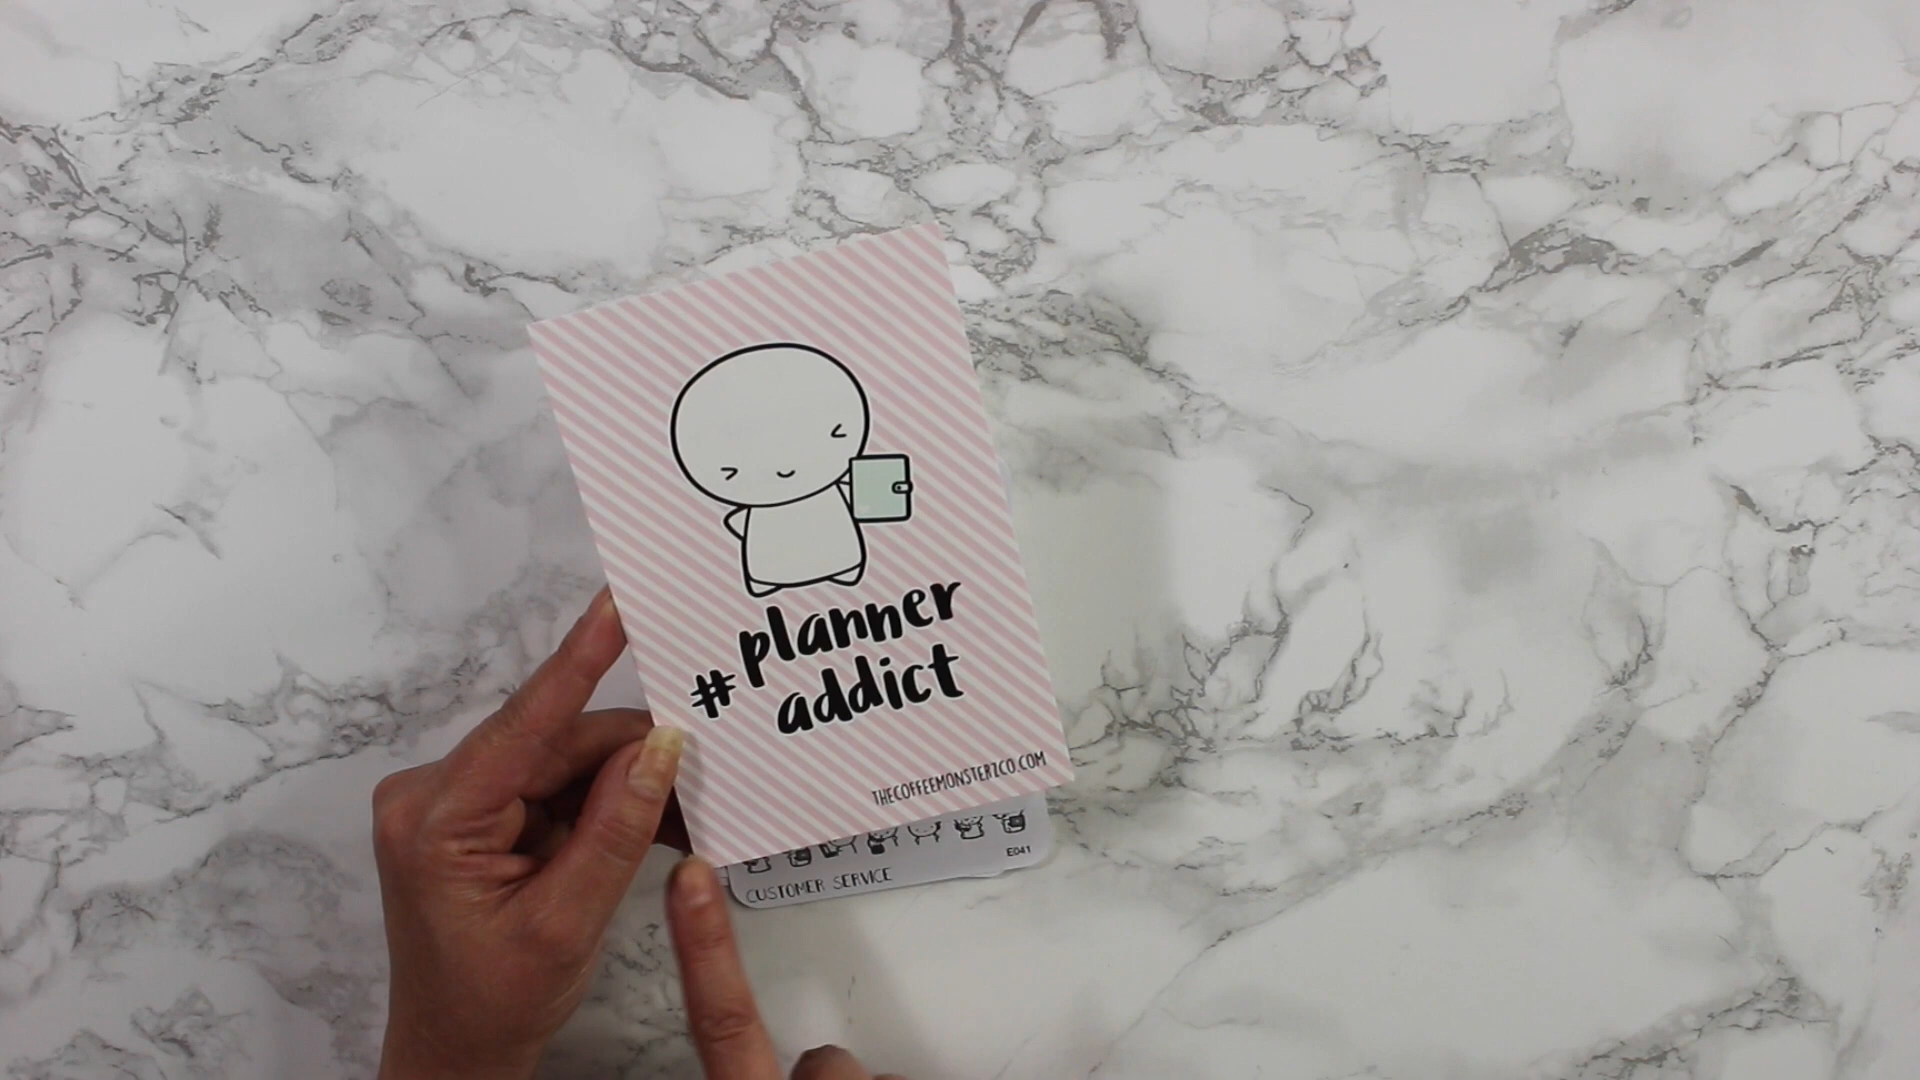 #planner
addict
THECOFFEEMONSTERZCO.COM
E041
CUSTOMER SERVICE